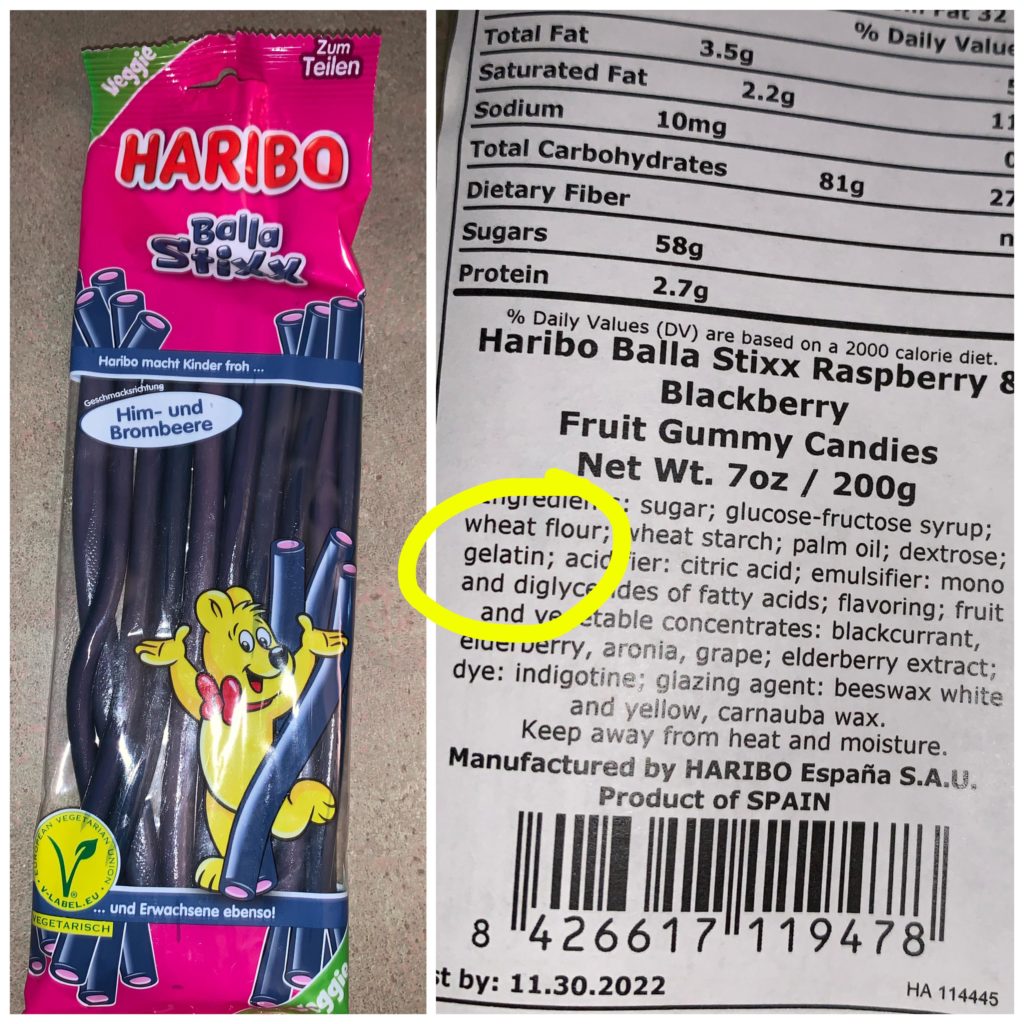 Veggie
Zum
Teilen
HARIBO
Balla
Stixx
Haribo macht Kinder froh ...
Geschmacksrichtung
Him- und
Brombeere
EUROPEAN VEGETARIAN UNION
V-LABEL.EU
VEGETARISCH
... und Erwachsene ebenso!
Fat 32
% Daily Value
Total Fat 3.5g
Saturated Fat 2.2g
Sodium 10mg
Total Carbohydrates 81g 27
Dietary Fiber
Sugars 58g
Protein 2.7g
% Daily Values (DV) are based on a 2000 calorie diet.
Haribo Balla Stixx Raspberry &
Blackberry
Fruit Gummy Candies
Net Wt. 7oz / 200g
Ingredients: sugar; glucose-fructose syrup;
wheat flour; wheat starch; palm oil; dextrose;
gelatin; acidifier: citric acid; emulsifier: mono
and diglycerides of fatty acids; flavoring; fruit
and vegetable concentrates: blackcurrant,
elderberry, aronia, grape; elderberry extract;
dye: indigotine; glazing agent: beeswax white
and yellow, carnauba wax.
Keep away from heat and moisture.
Manufactured by HARIBO España S.A.U.
Product of SPAIN
8 426617 119478
by: 11.30.2022
HA 114445